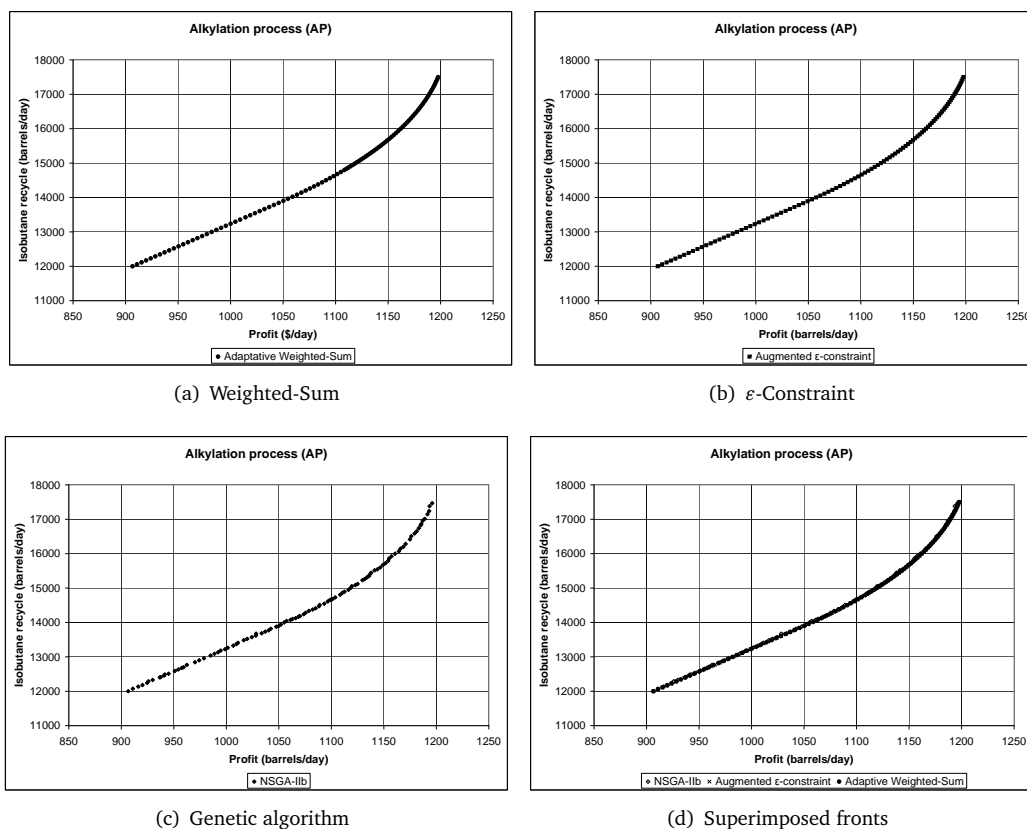 Alkylation process (AP)
Isobutane recycle (barrels/day)
18000
17000
16000
15000
14000
13000
12000
11000
850 900 950 1000 1050 1100 1150 1200 1250
Profit ($/day)
Adaptative Weighted-Sum
(a) Weighted-Sum
Alkylation process (AP)
Isobutane recycle (barrels/day)
18000
17000
16000
15000
14000
13000
12000
11000
850 900 950 1000 1050 1100 1150 1200 1250
Profit (barrels/day)
Augmented ε-constraint
(b) ε-Constraint
Alkylation process (AP)
Isobutane recycle (barrels/day)
18000
17000
16000
15000
14000
13000
12000
11000
850 900 950 1000 1050 1100 1150 1200 1250
Profit (barrels/day)
NSGA-IIb
(c) Genetic algorithm
Alkylation process (AP)
Isobutane recycle (barrels/day)
18000
17000
16000
15000
14000
13000
12000
11000
850 900 950 1000 1050 1100 1150 1200 1250
Profit (barrels/day)
NSGA-IIb Augmented ε-constraint Adaptive Weighted-Sum
(d) Superimposed fronts